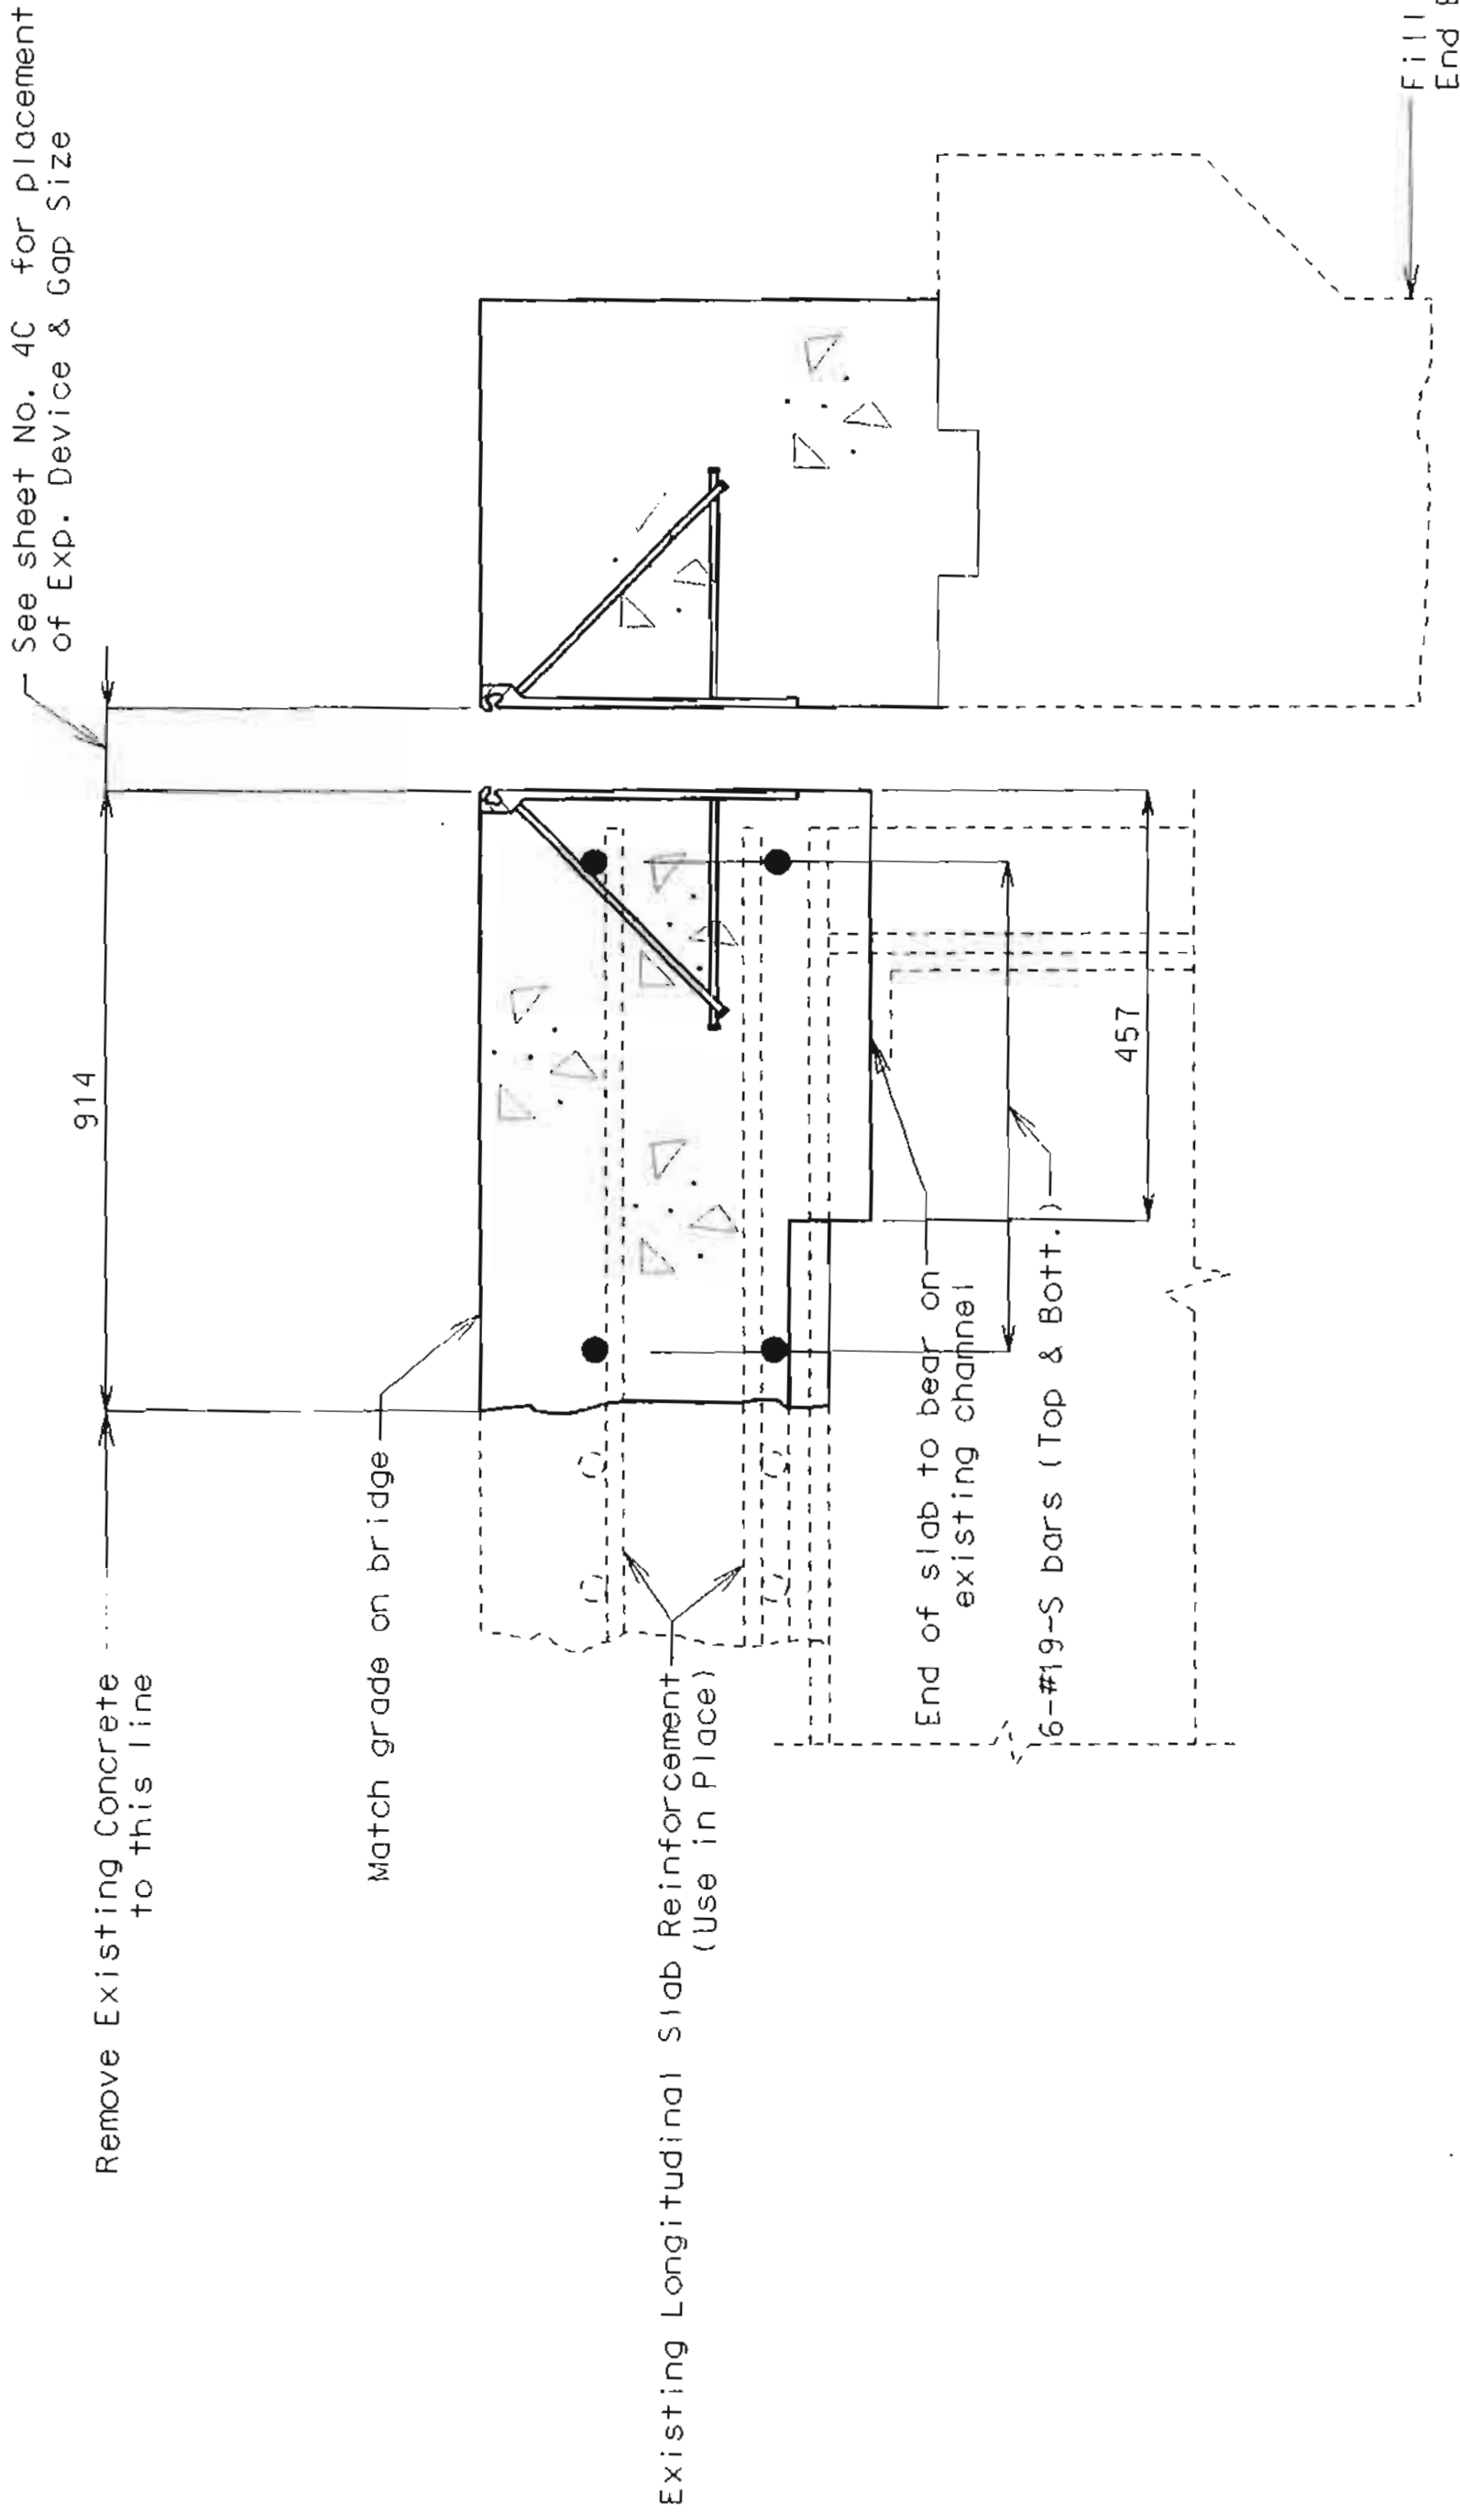 See sheet No. 4C for placement
of Exp. Device & Gap Size
914
Remove Existing Concrete
to this line
Match grade on bridge
Existing Longitudinal Slab Reinforcement
(Use in Place)
End of slab to bear on
existing channel
6-#19-S bars (Top & Bott.)
457
Fill
End